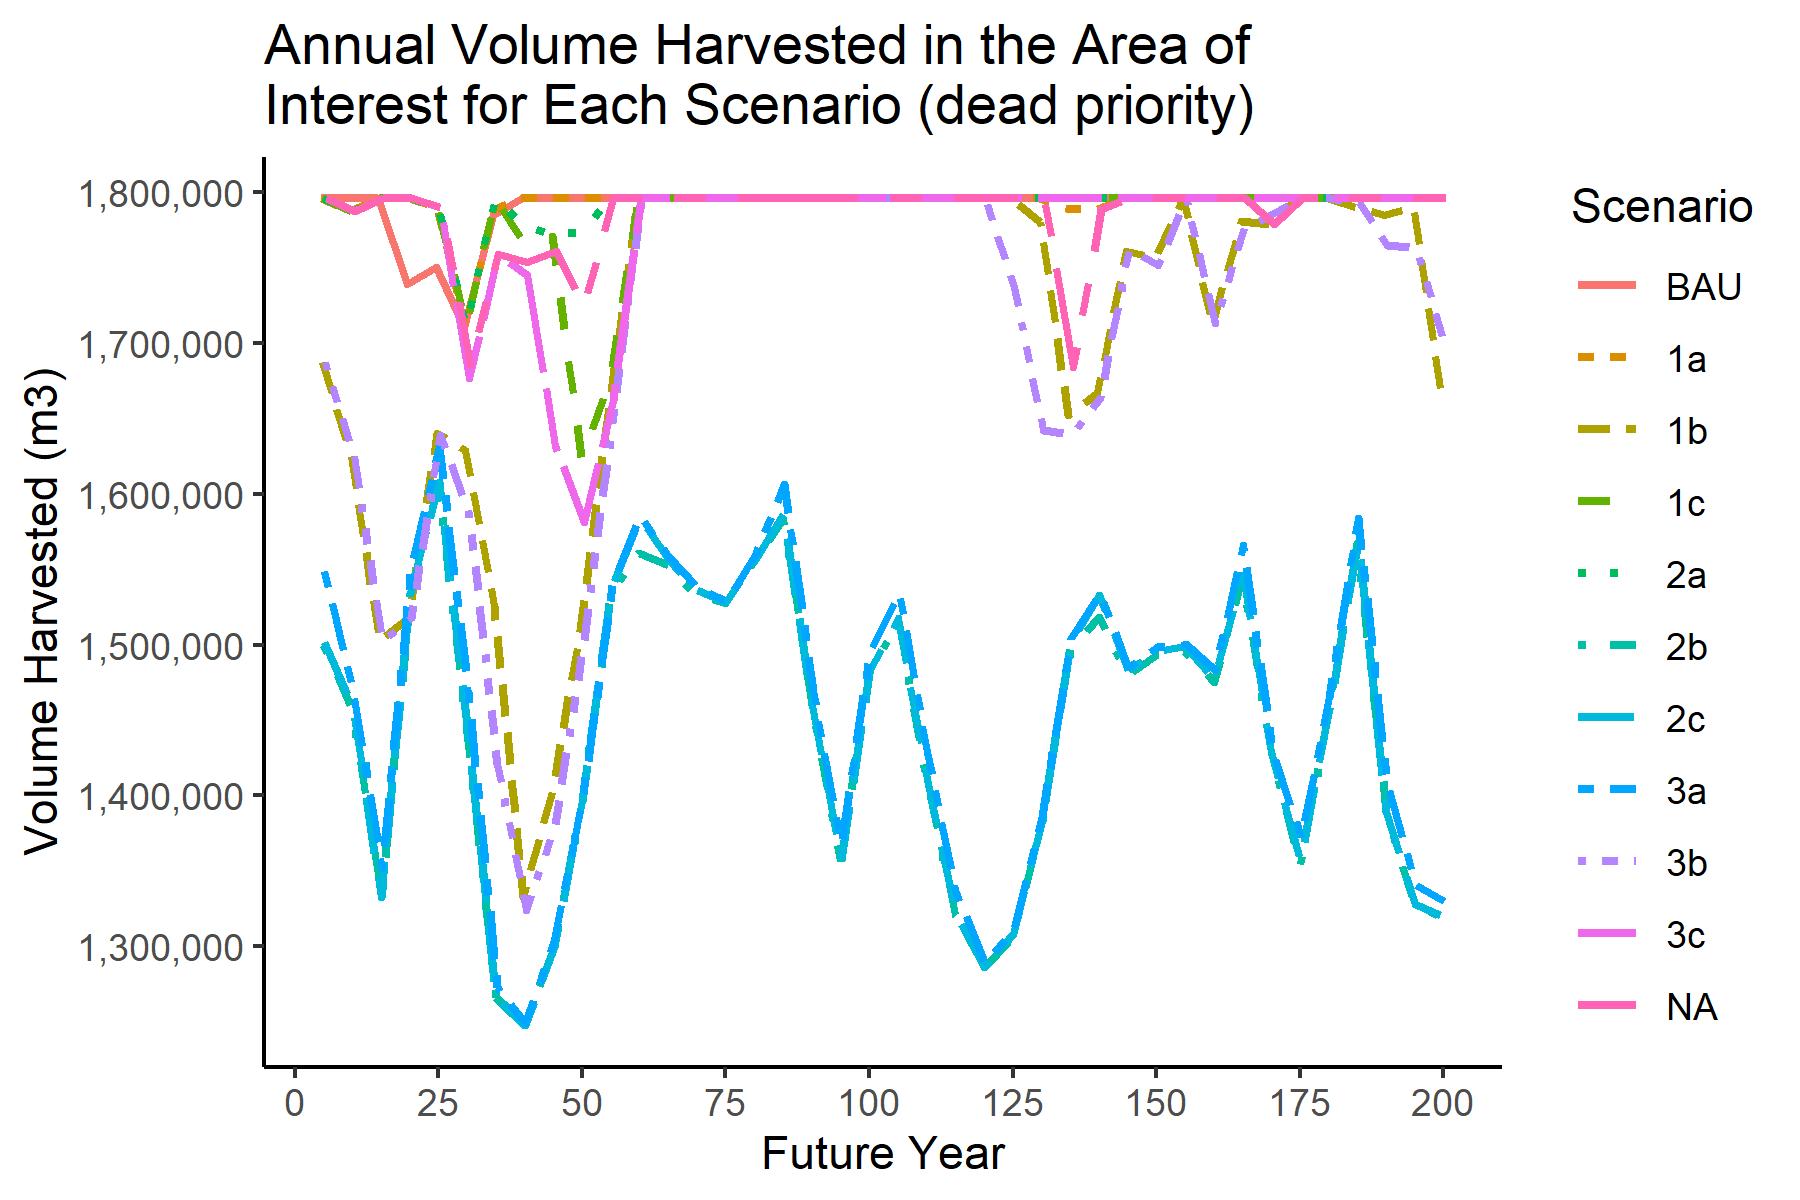 Annual Volume Harvested in the Area of
Interest for Each Scenario (dead priority)
Volume Harvested (m3)
1,800,000
1,700,000
1,600,000
1,500,000
1,400,000
1,300,000
0 25 50 75 100 125 150 175 200
Future Year
Scenario
BAU
1a
1b
1c
2a
2b
2c
3a
3b
3c
NA